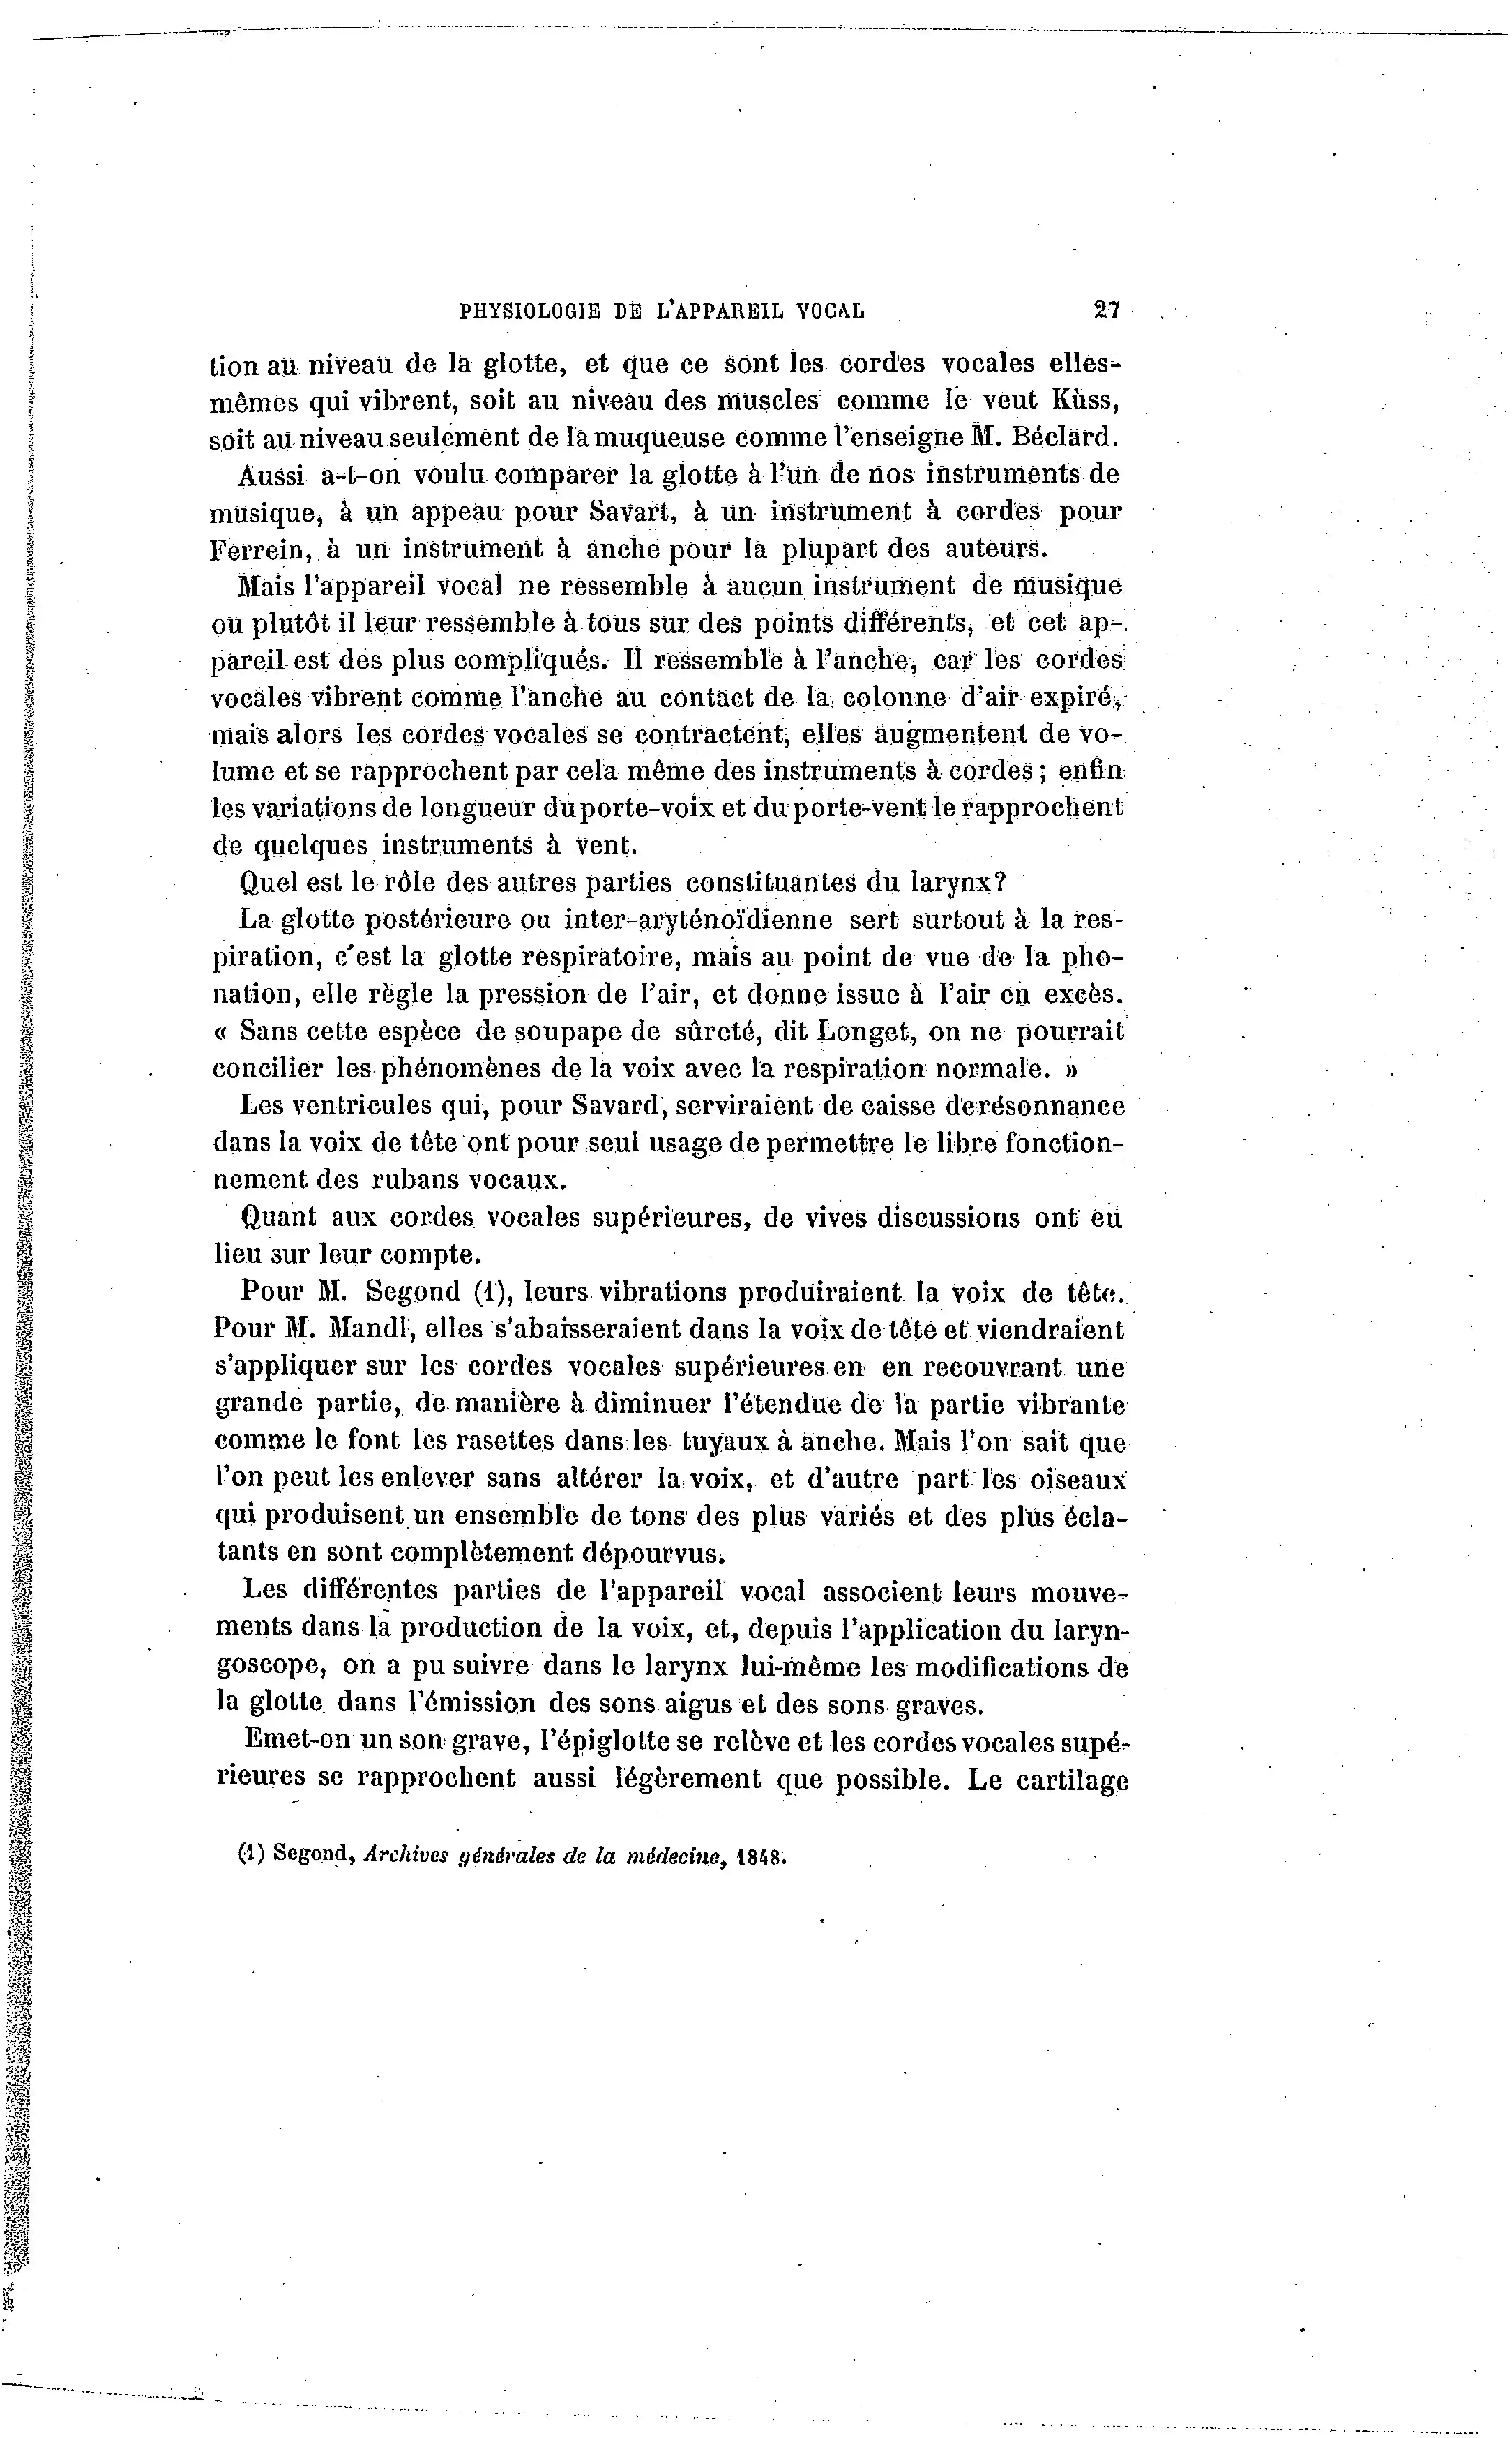 PHYSIOLOGIE DE L'APPAREIL VOCAL 27
tion au niveau de la glotte, et que ce sont les cordes vocales elles-
mêmes qui vibrent, soit au niveau des muscles comme le veut Küss,
soit au niveau seulement de la muqueuse comme l'enseigne M. Béclard.
Aussi a-t-on voulu comparer la glotte à l'un de nos instruments de
musique, à un appeau pour Savart, à un instrument à cordes pour
Ferrein, à un instrument à anche pour la plupart des auteurs.
Mais l'appareil vocal ne ressemble à aucun instrument de musique
ou plutôt il leur ressemble à tous sur des points différents, et cet ap-
pareil est des plus compliqués. Il ressemble à l'anche, car les cordes
vocales vibrent comme l'anche au contact de la colonne d'air expiré,
mais alors les cordes vocales se contractent, elles augmentent de vo-
lume et se rapprochent par cela même des instruments à cordes ; enfin
les variations de longueur du porte-voix et du porte-vent le rapprochent
de quelques instruments à vent.
Quel est le rôle des autres parties constituantes du larynx?
La glotte postérieure ou inter-aryténoïdienne sert surtout à la res-
piration, c'est la glotte respiratoire, mais au point de vue de la pho-
nation, elle règle la pression de l'air, et donne issue à l'air en excès.
« Sans cette espèce de soupape de sûreté, dit Longet, on ne pourrait
concilier les phénomènes de la voix avec la respiration normale. »
Les ventricules qui, pour Savard, serviraient de caisse de résonnance
dans la voix de tête ont pour seul usage de permettre le libre fonction-
nement des rubans vocaux.
Quant aux cordes vocales supérieures, de vives discussions ont eu
lieu sur leur compte.
Pour M. Segond (1), leurs vibrations produiraient la voix de tête.
Pour M. Mandl, elles s'abaisseraient dans la voix de tête et viendraient
s'appliquer sur les cordes vocales supérieures en en recouvrant une
grande partie, de manière à diminuer l'étendue de la partie vibrante
comme le font les rasettes dans les tuyaux à anche. Mais l'on sait que
l'on peut les enlever sans altérer la voix, et d'autre part les oiseaux
qui produisent un ensemble de tons des plus variés et des plus écla-
tants en sont complètement dépourvus.
Les différentes parties de l'appareil vocal associent leurs mouve-
ments dans la production de la voix, et, depuis l'application du laryn-
goscope, on a pu suivre dans le larynx lui-même les modifications de
la glotte dans l'émission des sons aigus et des sons graves.
Emet-on un son grave, l'épiglotte se relève et les cordes vocales supé-
rieures se rapprochent aussi légèrement que possible. Le cartilage
(1) Segond, Archives générales de la médecine, 1848.